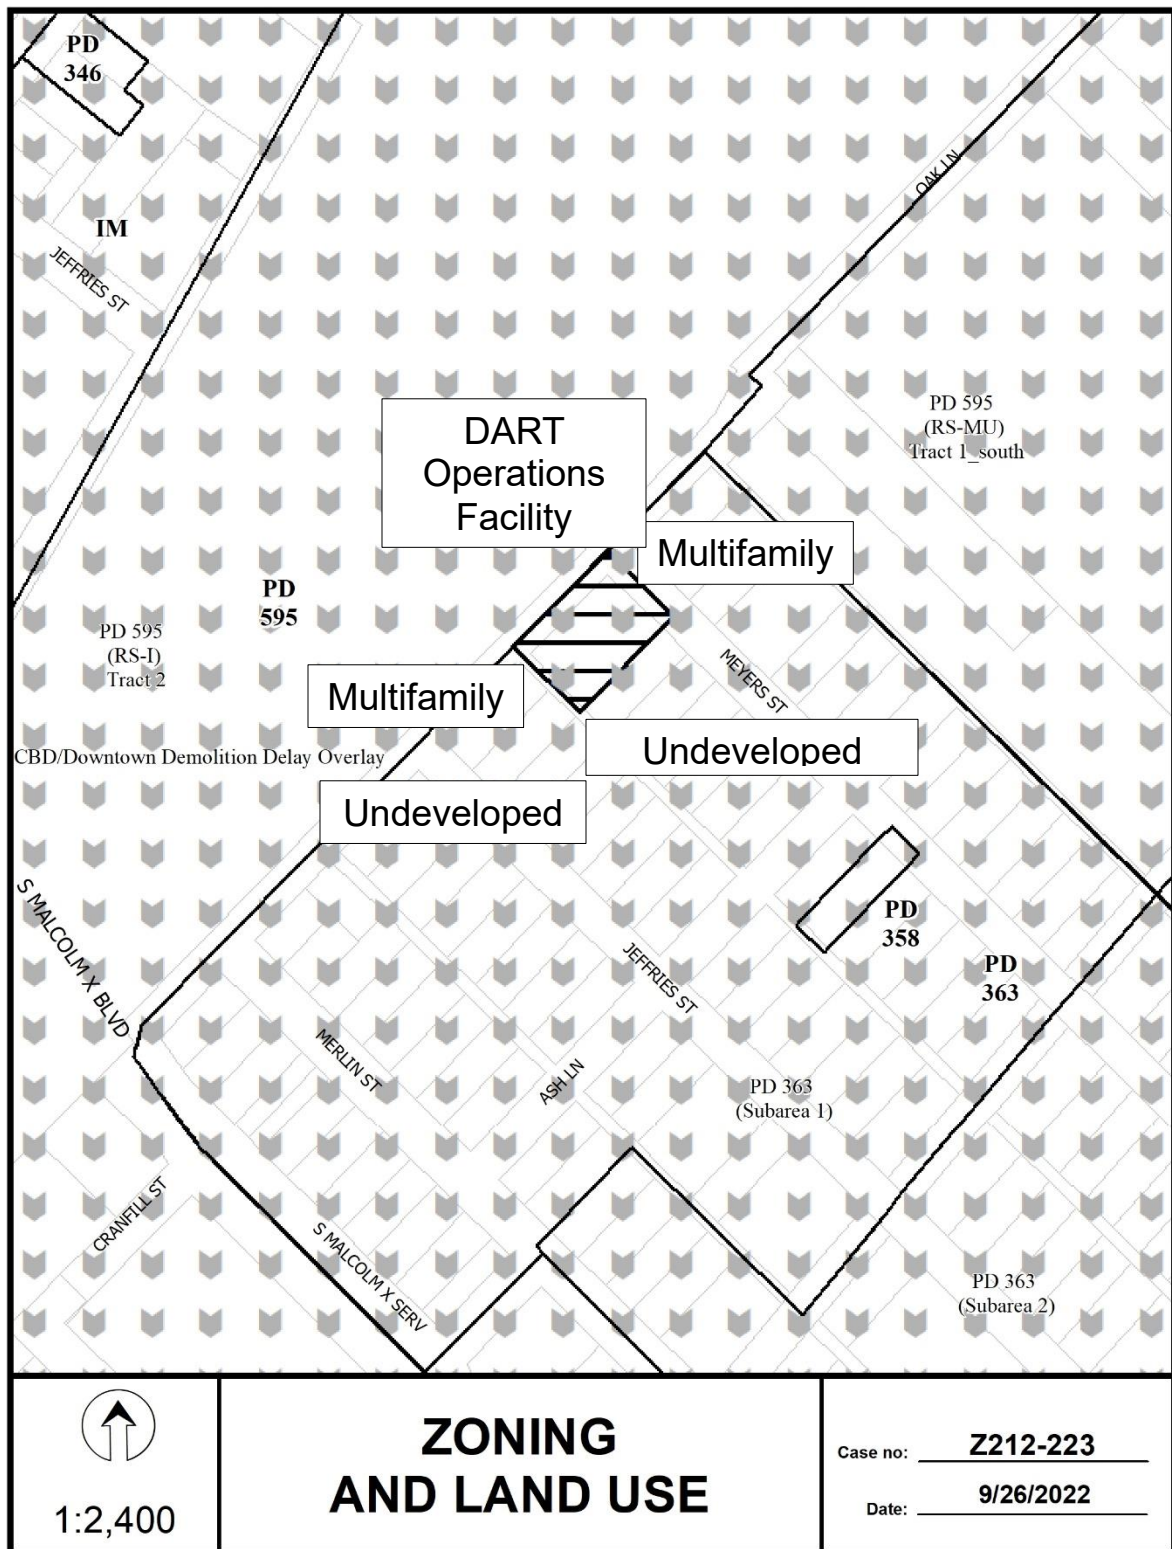 PD
346
IM
JEFFRIES ST
OAK LN
PD 595
(RS-MU)
Tract 1_south
DART
Operations
Facility
Multifamily
PD
595
PD 595
(RS-I)
Tract 2
MEYERS ST
Multifamily
Undeveloped
CBD/Downtown Demolition Delay Overlay
Undeveloped
S MALCOLM X BLVD
PD
358
JEFFRIES ST
PD
363
MERLIN ST
ASH LN
PD 363
(Subarea 1)
CRANFILL ST
S MALCOLM X SERV
PD 363
(Subarea 2)
1:2,400
ZONING
AND LAND USE
Case no: Z212-223
Date: 9/26/2022